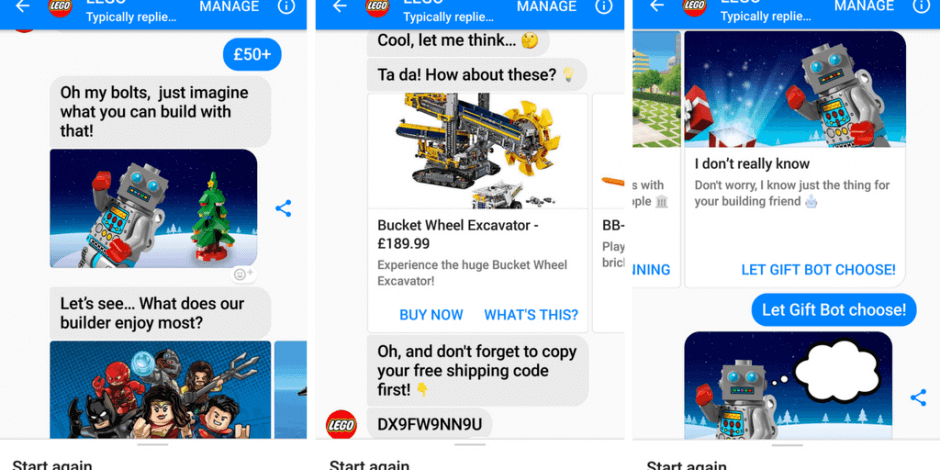 LEGO
Typically replie...
MANAGE
£50+
Oh my bolts, just imagine
what you can build with
that!
Let's see... What does our
builder enjoy most?
Start again
LEGO
Typically replie...
MANAGE
Cool, let me think...
Ta da! How about these?
Bucket Wheel Excavator -
£189.99
Experience the huge Bucket Wheel
Excavator!
BUY NOW WHAT'S THIS?
BB-
Play
bric
Oh, and don't forget to copy
your free shipping code
first!
LEGO
DX9FW9NN9U
Start again
LEGO
Typically replie...
MANAGE
s with
ople
NNING
I don't really know
Don't worry, I know just the thing for
your building friend
LET GIFT BOT CHOOSE!
Let Gift Bot choose!
Start again